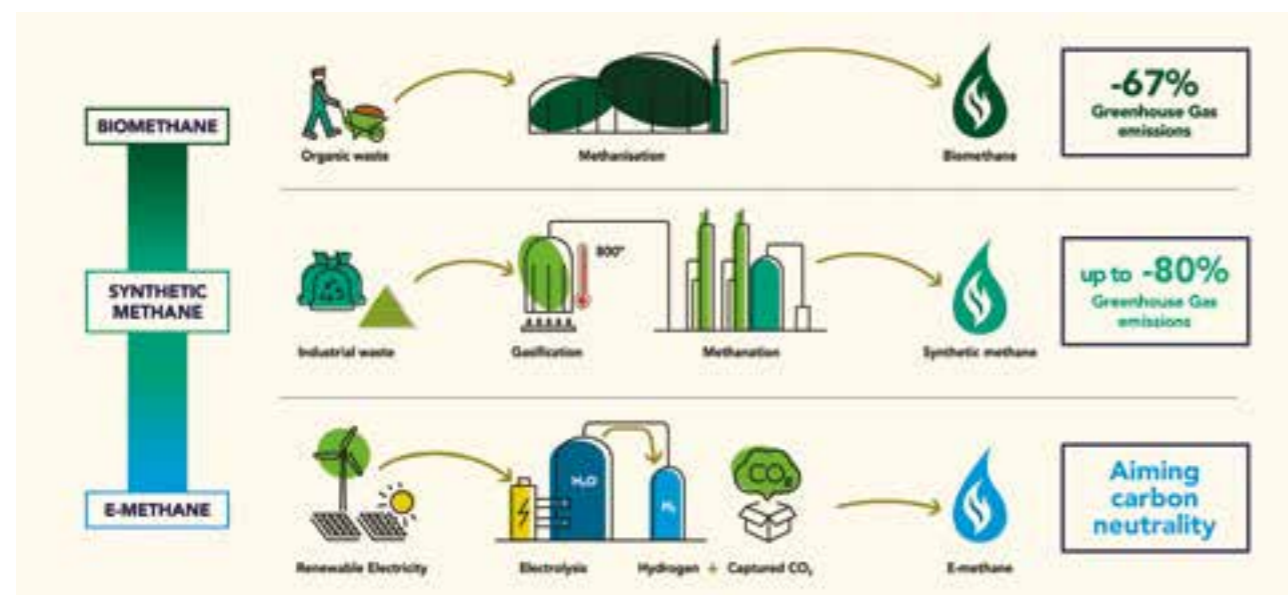 BIOMETHANE
Organic waste
Methanisation
Biomethane
-67%
Greenhouse Gas
emissions
SYNTHETIC
METHANE
800°
Industrial waste
Gasification
Methanation
Synthetic methane
up to -80%
Greenhouse Gas
emissions
E-METHANE
H₂O
H₂
CO₂
Renewable Electricity
Electrolysis
Hydrogen + Captured CO₂
E-methane
Aiming
carbon
neutrality